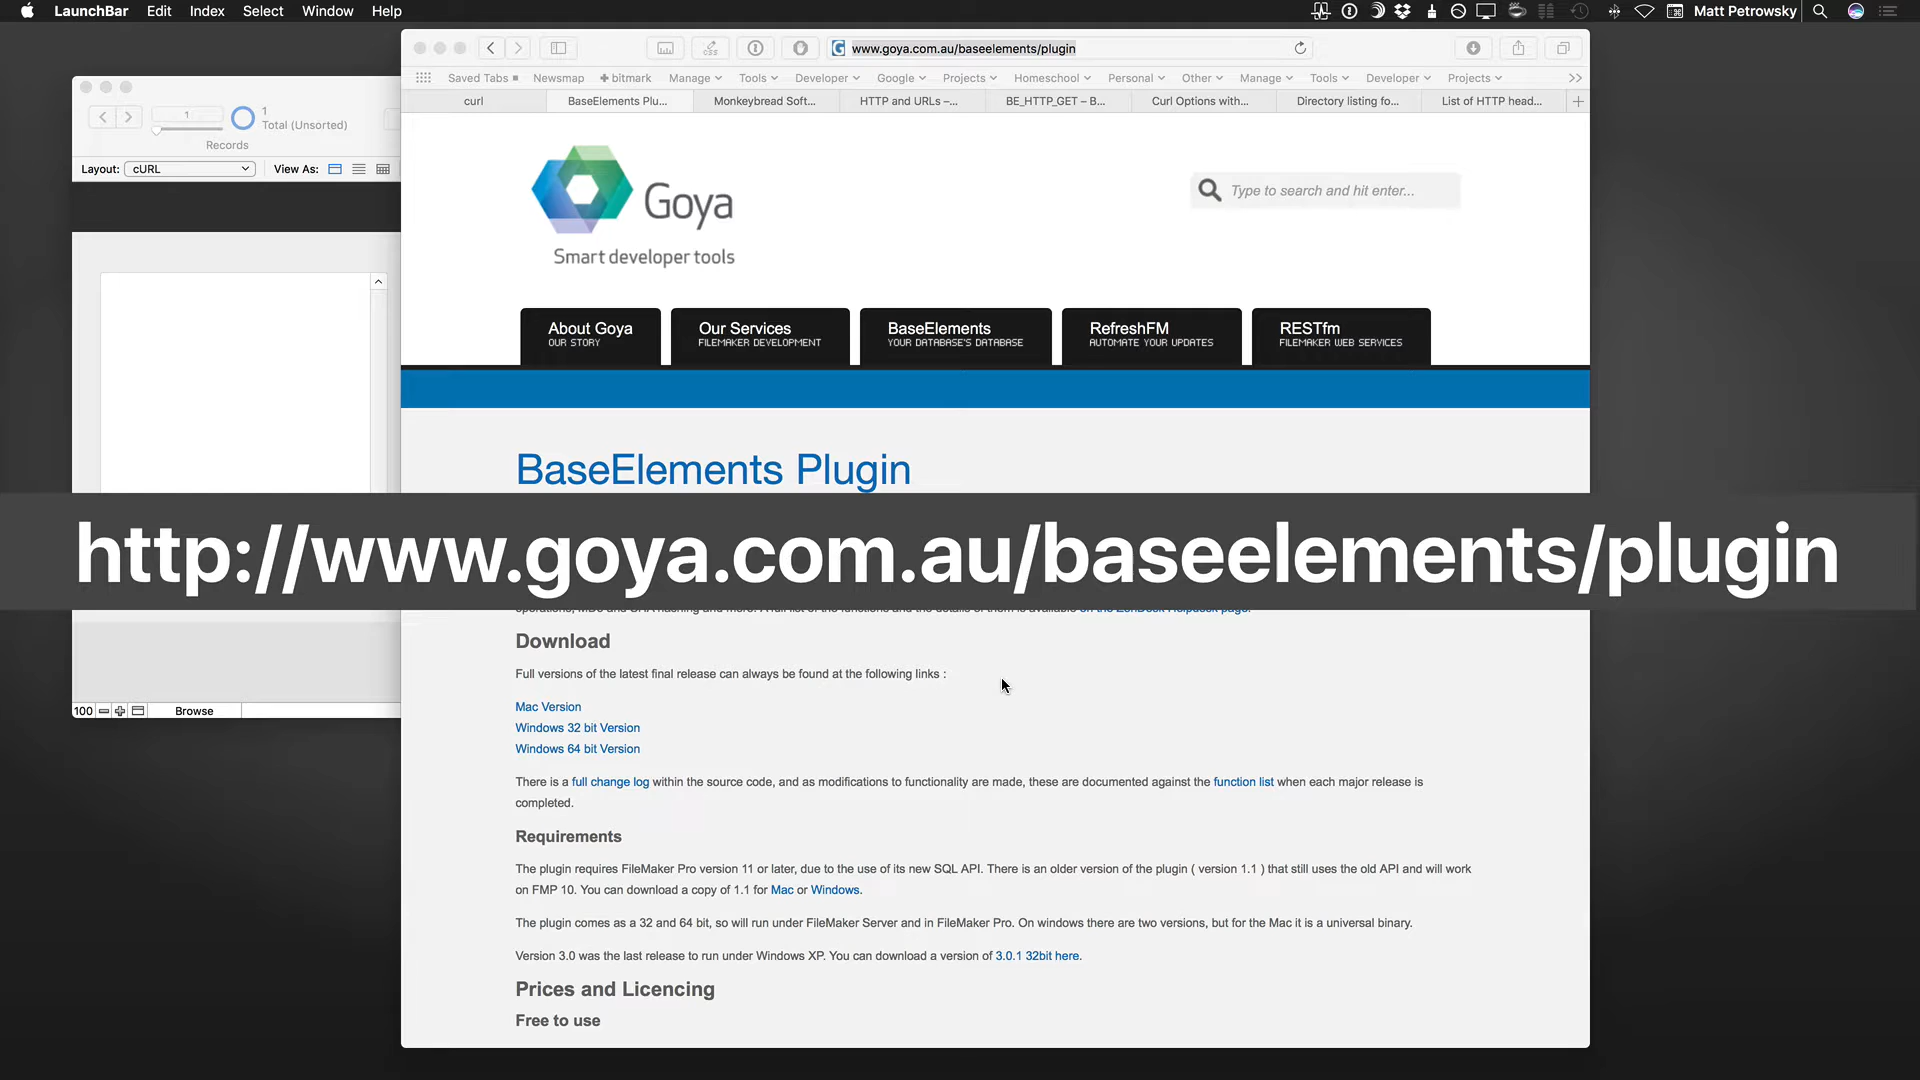 LaunchBar Edit Index Select Window Help
Matt Petrowsky
www.goya.com.au/baseelements/plugin
Saved Tabs Newsmap bitmark Manage Tools Developer Google Projects Homeschool Personal Other Manage Tools Developer Projects
curl BaseElements Plu... Monkeybread Soft... HTTP and URLs –... BE_HTTP_GET – B... Curl Options with... Directory listing fo... List of HTTP head...
1
1
Total (Unsorted)
Records
Layout: cURL View As:
Goya
Smart developer tools
Type to search and hit enter...
About Goya
OUR STORY
Our Services
FILEMAKER DEVELOPMENT
BaseElements
YOUR DATABASE'S DATABASE
RefreshFM
AUTOMATE YOUR UPDATES
RESTfm
FILEMAKER WEB SERVICES
BaseElements Plugin
http://www.goya.com.au/baseelements/plugin
Download
Full versions of the latest final release can always be found at the following links :
Mac Version
Windows 32 bit Version
Windows 64 bit Version
There is a full change log within the source code, and as modifications to functionality are made, these are documented against the function list when each major release is
completed.
Requirements
The plugin requires FileMaker Pro version 11 or later, due to the use of its new SQL API. There is an older version of the plugin ( version 1.1 ) that still uses the old API and will work
on FMP 10. You can download a copy of 1.1 for Mac or Windows.
The plugin comes as a 32 and 64 bit, so will run under FileMaker Server and in FileMaker Pro. On windows there are two versions, but for the Mac it is a universal binary.
Version 3.0 was the last release to run under Windows XP. You can download a version of 3.0.1 32bit here.
Prices and Licencing
Free to use
100 Browse